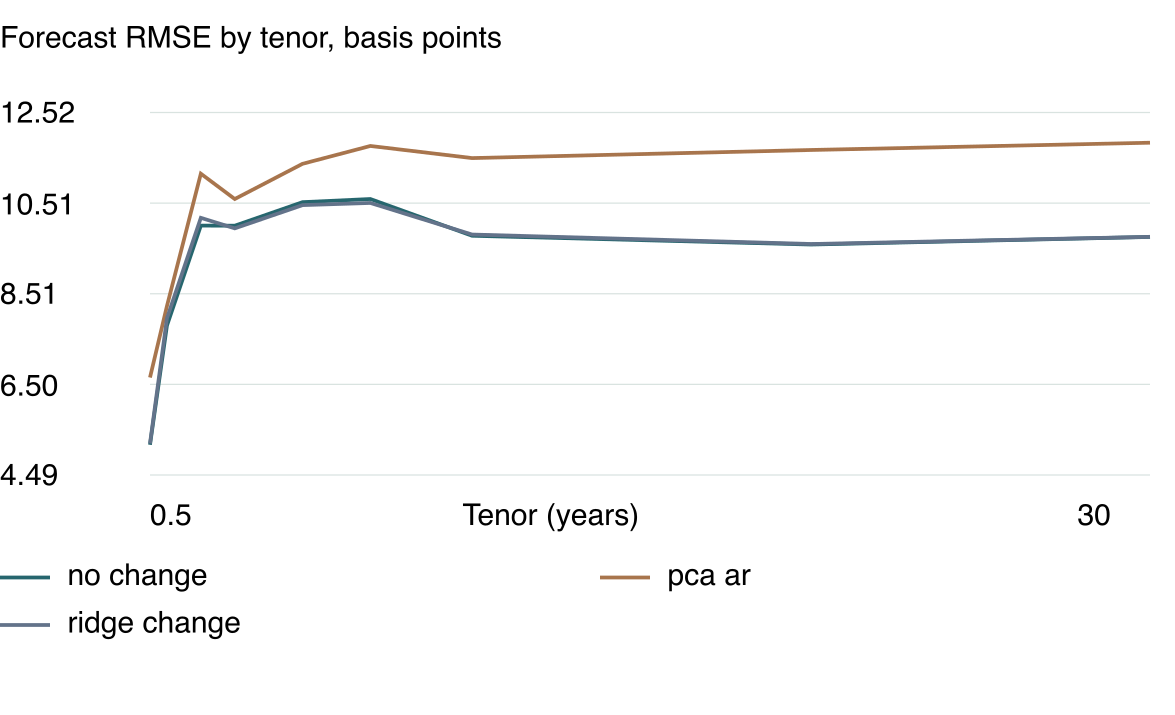 Forecast RMSE by tenor, basis points
12.52
10.51
8.51
6.50
4.49
0.5 Tenor (years) 30
no change pca ar
ridge change